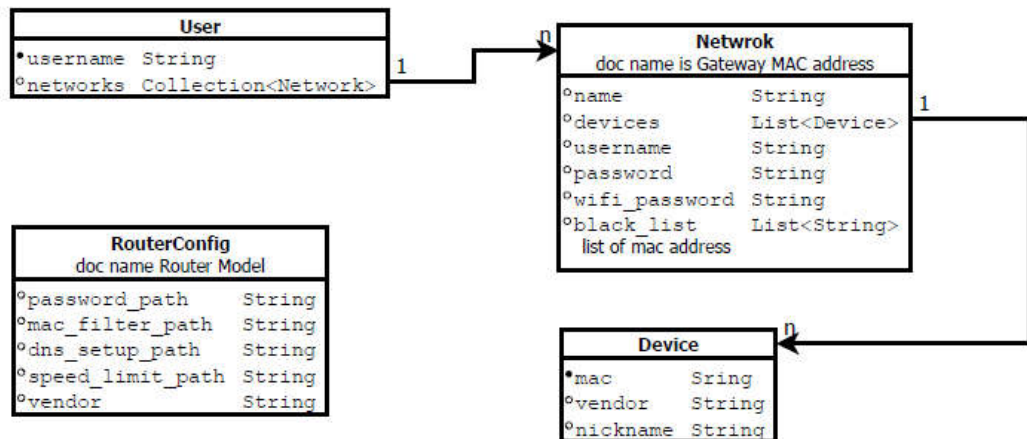 User
username String
networks Collection<Network>
1
n
Netwrok
doc name is Gateway MAC address
name String
devices List<Device>
username String
password String
wifi_password String
black_list List<String>
list of mac address
1
RouterConfig
doc name Router Model
password_path String
mac_filter_path String
dns_setup_path String
speed_limit_path String
vendor String
n
Device
mac Sring
vendor String
nickname String